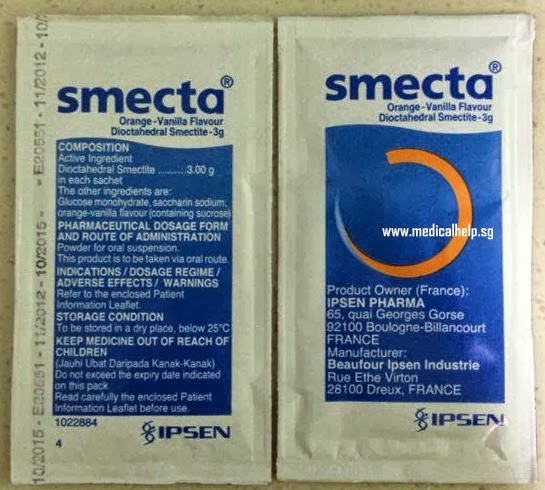 smecta®
Orange-Vanilla Flavour
Dioctahedral Smectite-3g
COMPOSITION
Active Ingredient
Dioctahedral Smectite ..........3.00 g
in each sachet
The other ingredients are:
Glucose monohydrate, saccharin sodium,
orange-vanilla flavour (containing sucrose)
PHARMACEUTICAL DOSAGE FORM
AND ROUTE OF ADMINISTRATION
Powder for oral suspension.
This product is to be taken via oral route.
INDICATIONS / DOSAGE REGIME /
ADVERSE EFFECTS / WARNINGS
Refer to the enclosed Patient
Information Leaflet.
STORAGE CONDITION
To be stored in a dry place, below 25°C
KEEP MEDICINE OUT OF REACH OF
CHILDREN
(Jauhi Ubat Daripada Kanak-Kanak)
Do not exceed the expiry date indicated
on this pack.
Read carefully the enclosed Patient
Information Leaflet before use.
1022884
4
IPSEN
10/2015 - E20651 - 11/2012 - 10/2015 - E20651 - 11/2012 - 10/
smecta®
Orange-Vanilla Flavour
Dioctahedral Smectite-3g
www.medicalhelp.sg
Product Owner (France):
IPSEN PHARMA
65, quai Georges Gorse
92100 Boulogne-Billancourt
FRANCE
Manufacturer:
Beaufour Ipsen Industrie
Rue Ethe Virton
28100 Dreux, FRANCE
IPSEN